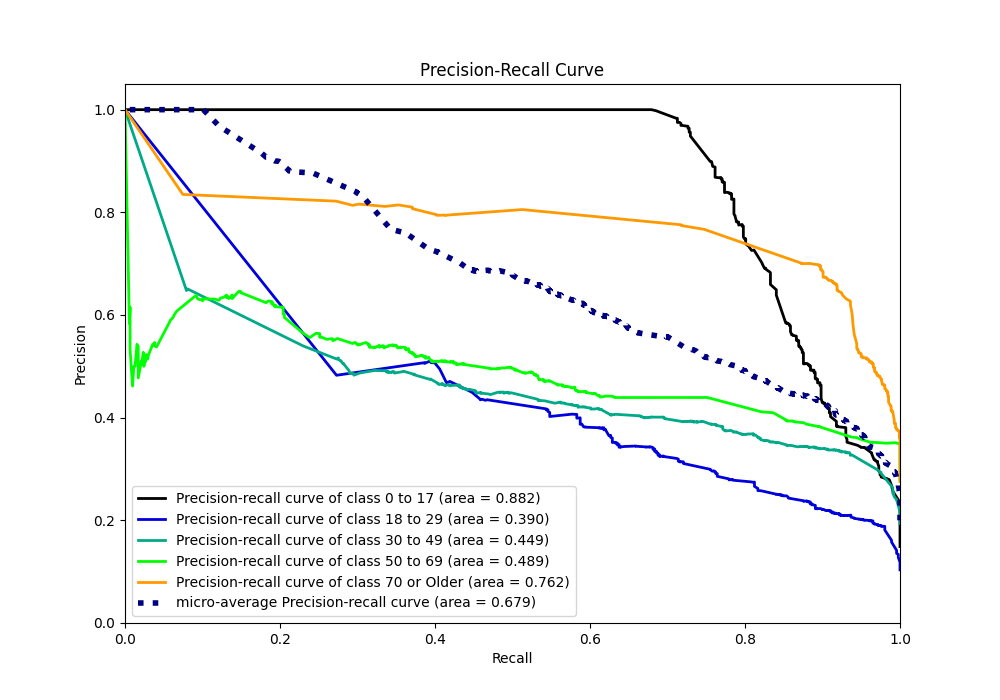 Precision-Recall Curve
1.0
0.8
0.6
0.4
0.2
0.0
Precision
Precision-recall curve of class 0 to 17 (area = 0.882)
Precision-recall curve of class 18 to 29 (area = 0.390)
Precision-recall curve of class 30 to 49 (area = 0.449)
Precision-recall curve of class 50 to 69 (area = 0.489)
Precision-recall curve of class 70 or Older (area = 0.762)
micro-average Precision-recall curve (area = 0.679)
0.0 0.2 0.4 0.6 0.8 1.0
Recall